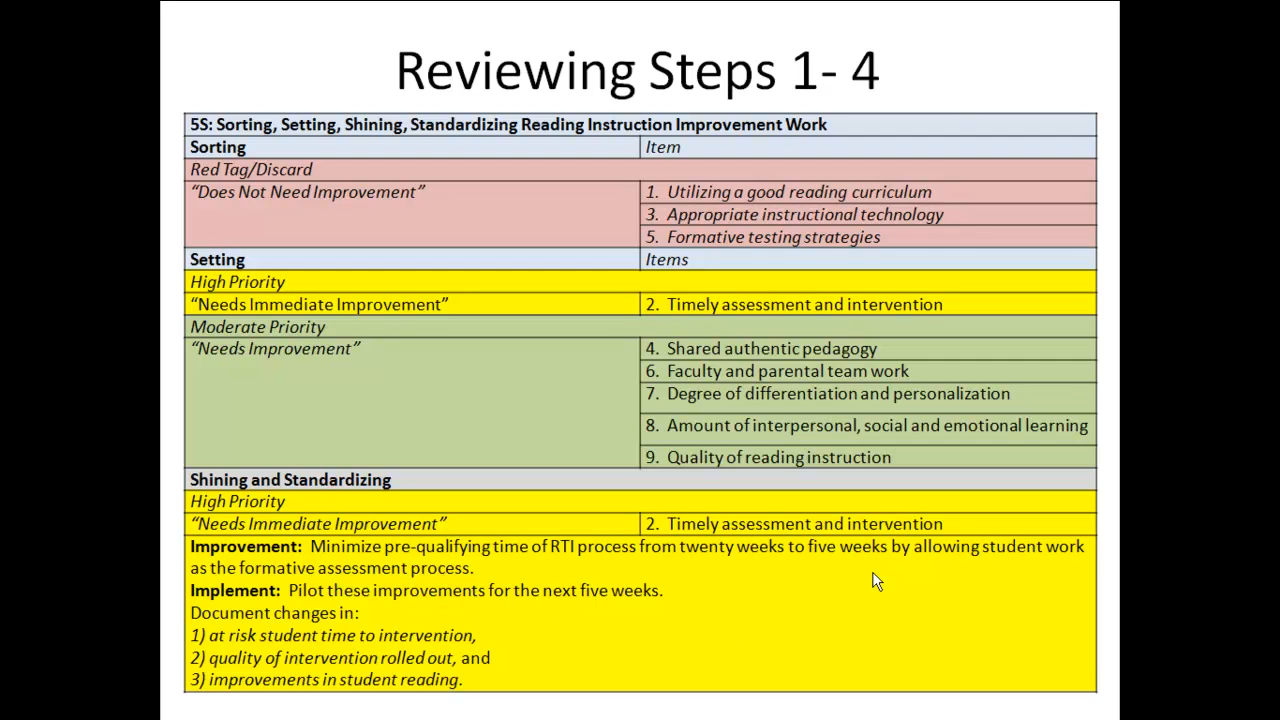 Reviewing Steps 1- 4
5S: Sorting, Setting, Shining, Standardizing Reading Instruction Improvement Work
Sorting Item
Red Tag/Discard
“Does Not Need Improvement” 1. Utilizing a good reading curriculum
3. Appropriate instructional technology
5. Formative testing strategies
Setting Items
High Priority
“Needs Immediate Improvement” 2. Timely assessment and intervention
Moderate Priority
“Needs Improvement” 4. Shared authentic pedagogy
6. Faculty and parental team work
7. Degree of differentiation and personalization
8. Amount of interpersonal, social and emotional learning
9. Quality of reading instruction
Shining and Standardizing
High Priority
“Needs Immediate Improvement” 2. Timely assessment and intervention
Improvement: Minimize pre-qualifying time of RTI process from twenty weeks to five weeks by allowing student work
as the formative assessment process.
Implement: Pilot these improvements for the next five weeks.
Document changes in:
1) at risk student time to intervention,
2) quality of intervention rolled out, and
3) improvements in student reading.